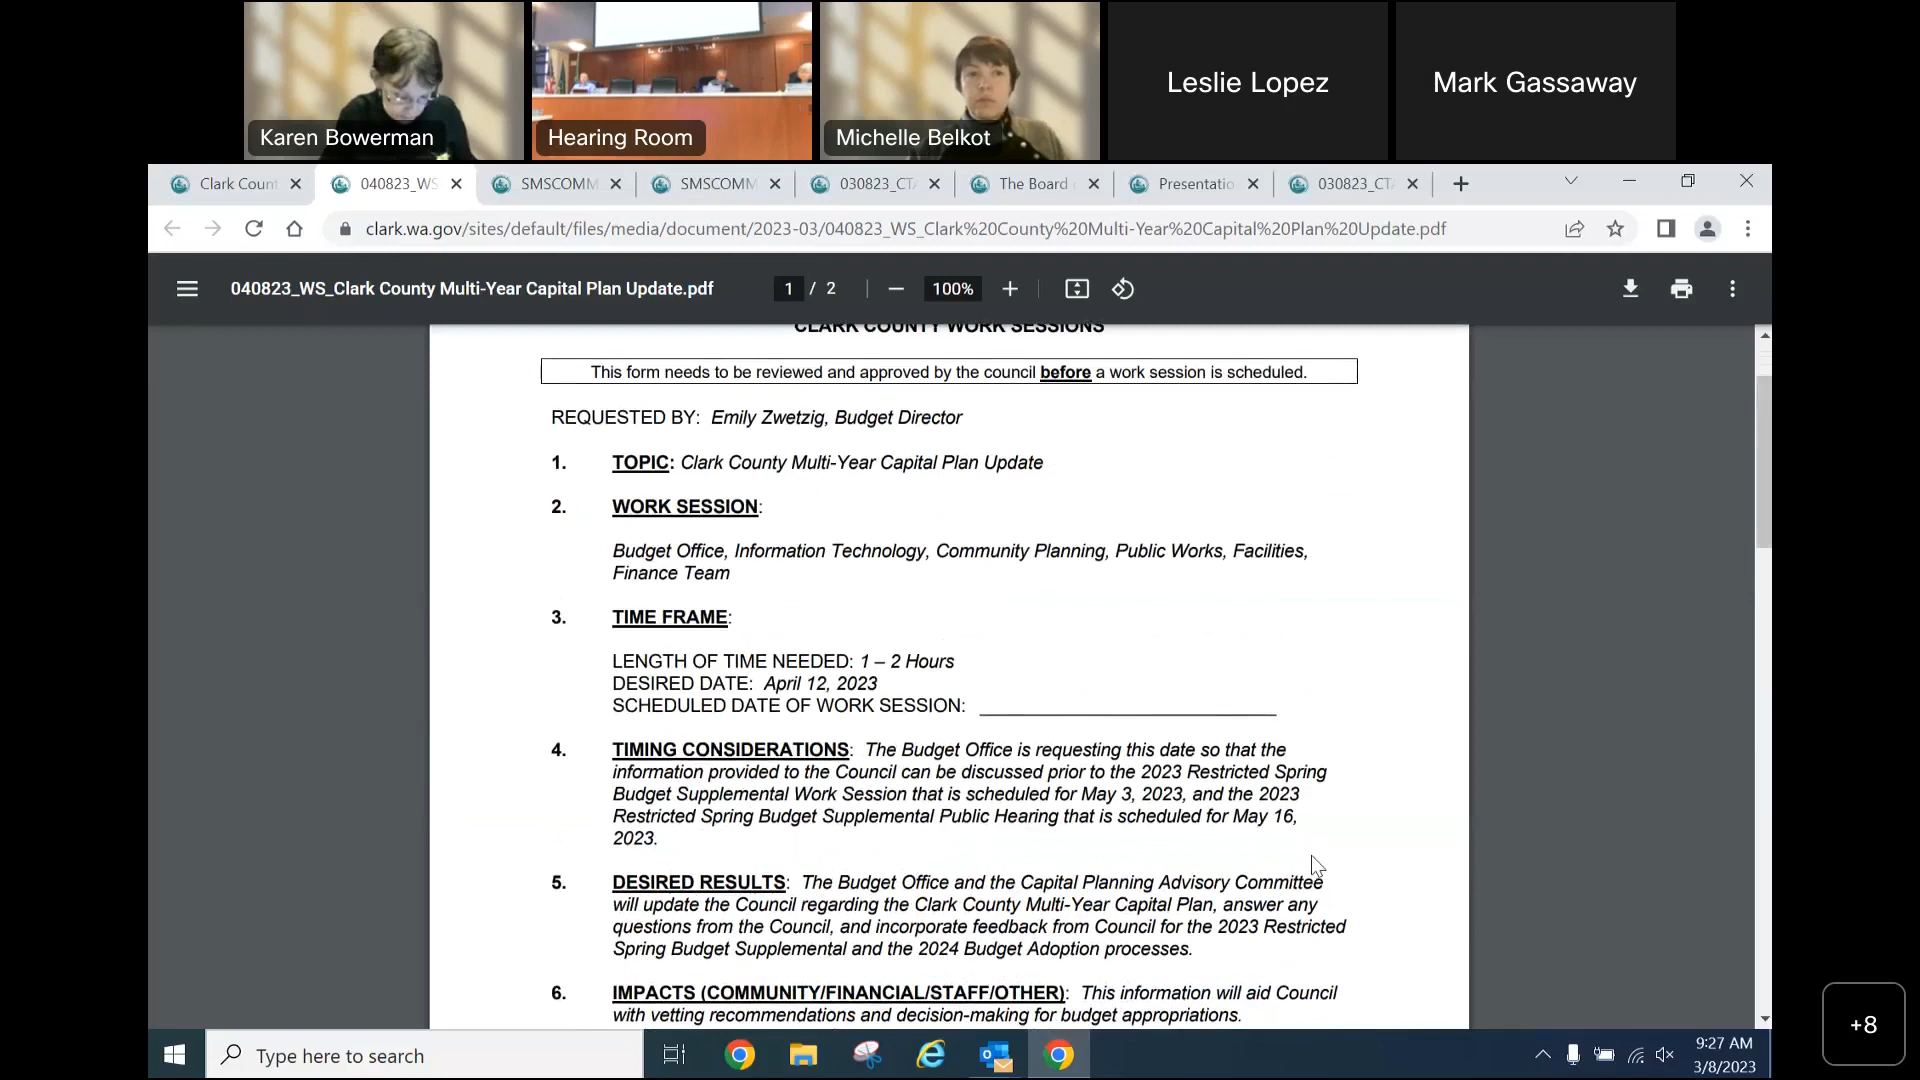 In God We Trust
Karen Bowerman
Hearing Room
Michelle Belkot
Leslie Lopez
Mark Gassaway
Clark Count
040823_WS
SMSCOMM
SMSCOMM
030823_CTA
The Board
Presentatio
030823_CTA
clark.wa.gov/sites/default/files/media/document/2023-03/040823_WS_Clark%20County%20Multi-Year%20Capital%20Plan%20Update.pdf
040823_WS_Clark County Multi-Year Capital Plan Update.pdf
1 / 2
100%
CLARK COUNTY WORK SESSIONS
This form needs to be reviewed and approved by the council before a work session is scheduled.
REQUESTED BY: Emily Zwetzig, Budget Director
1. TOPIC: Clark County Multi-Year Capital Plan Update
2. WORK SESSION:
Budget Office, Information Technology, Community Planning, Public Works, Facilities,
Finance Team
3. TIME FRAME:
LENGTH OF TIME NEEDED: 1 – 2 Hours
DESIRED DATE: April 12, 2023
SCHEDULED DATE OF WORK SESSION:
4. TIMING CONSIDERATIONS: The Budget Office is requesting this date so that the
information provided to the Council can be discussed prior to the 2023 Restricted Spring
Budget Supplemental Work Session that is scheduled for May 3, 2023, and the 2023
Restricted Spring Budget Supplemental Public Hearing that is scheduled for May 16,
2023.
5. DESIRED RESULTS: The Budget Office and the Capital Planning Advisory Committee
will update the Council regarding the Clark County Multi-Year Capital Plan, answer any
questions from the Council, and incorporate feedback from Council for the 2023 Restricted
Spring Budget Supplemental and the 2024 Budget Adoption processes.
6. IMPACTS (COMMUNITY/FINANCIAL/STAFF/OTHER): This information will aid Council
with vetting recommendations and decision-making for budget appropriations.
+8
Type here to search
9:27 AM
3/8/2023